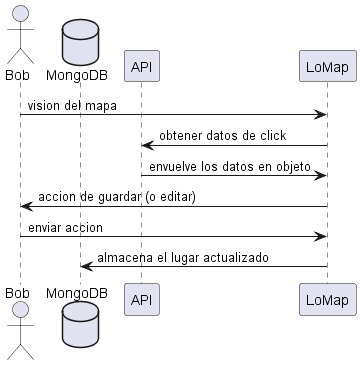 Bob MongoDB API LoMap
vision del mapa
obtener datos de click
envuelve los datos en objeto
accion de guardar (o editar)
enviar accion
almacena el lugar actualizado
Bob MongoDB API LoMap